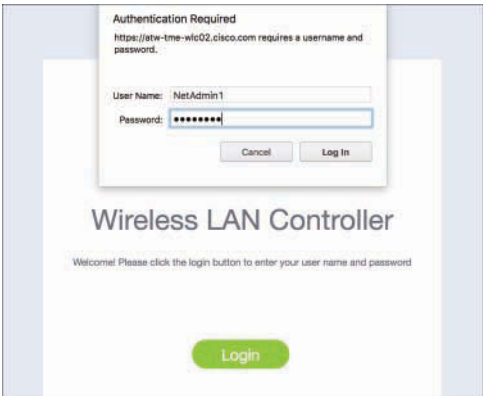 Authentication Required
https://atw-tme-wlc02.cisco.com requires a username and
password.
User Name: NetAdmin1
Password: ●●●●●●●●
Cancel Log In
Wireless LAN Controller
Welcome! Please click the login button to enter your user name and password
Login